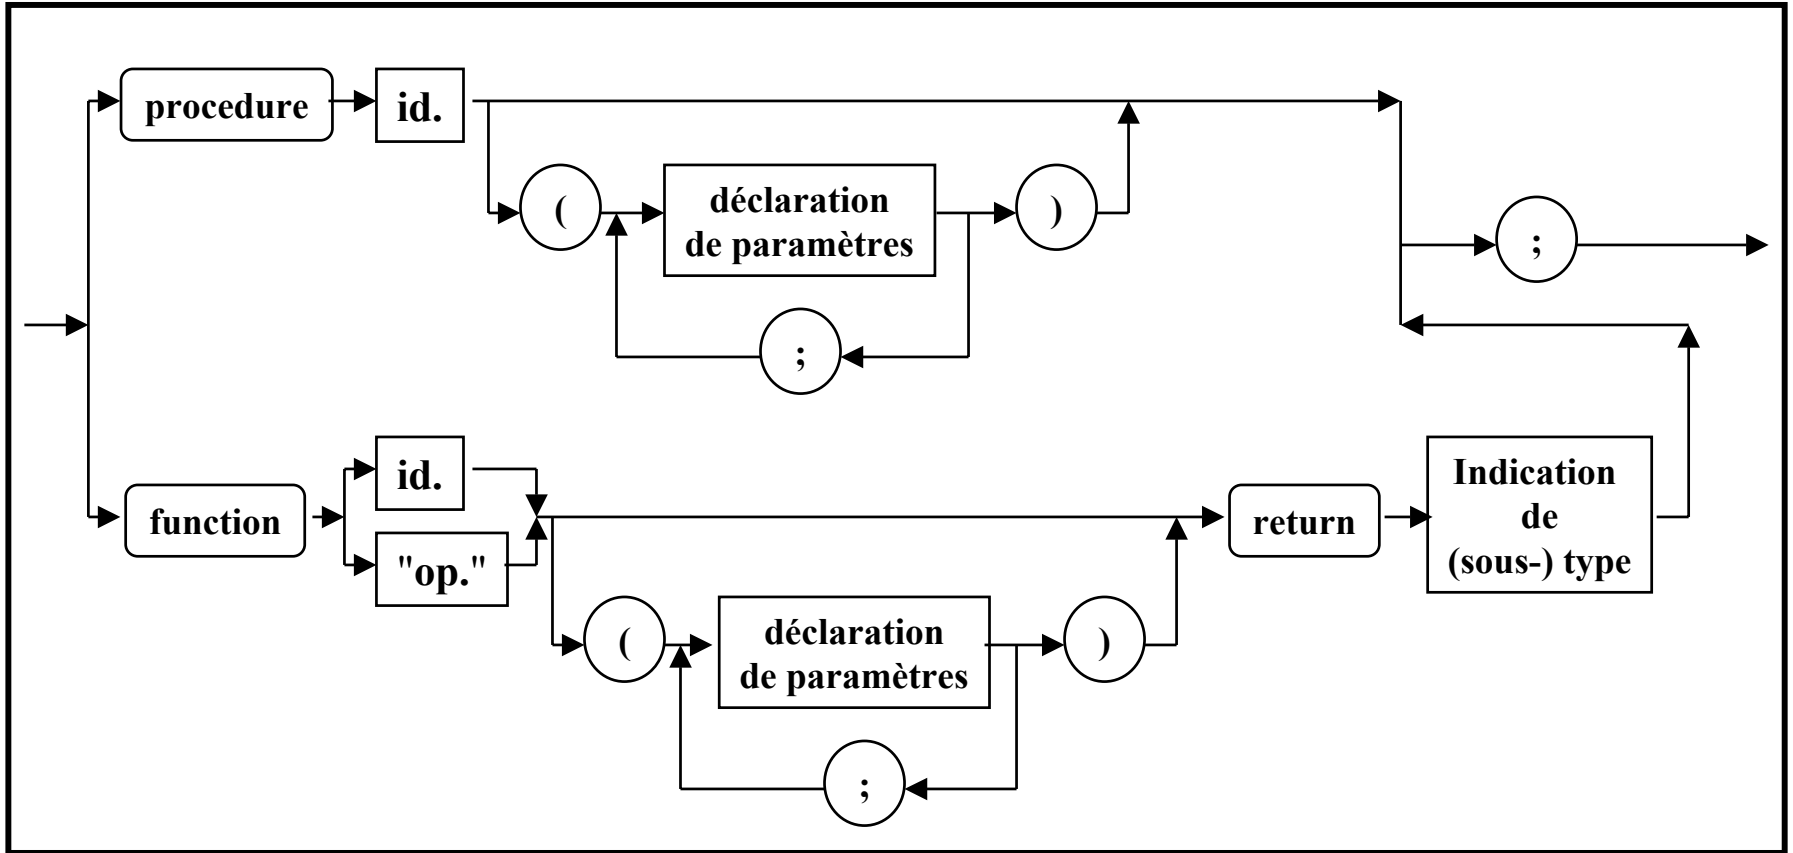 procedure
id.
(
déclaration
de paramètres
)
;
;
function
id.
"op."
(
déclaration
de paramètres
)
;
return
Indication
de
(sous-) type